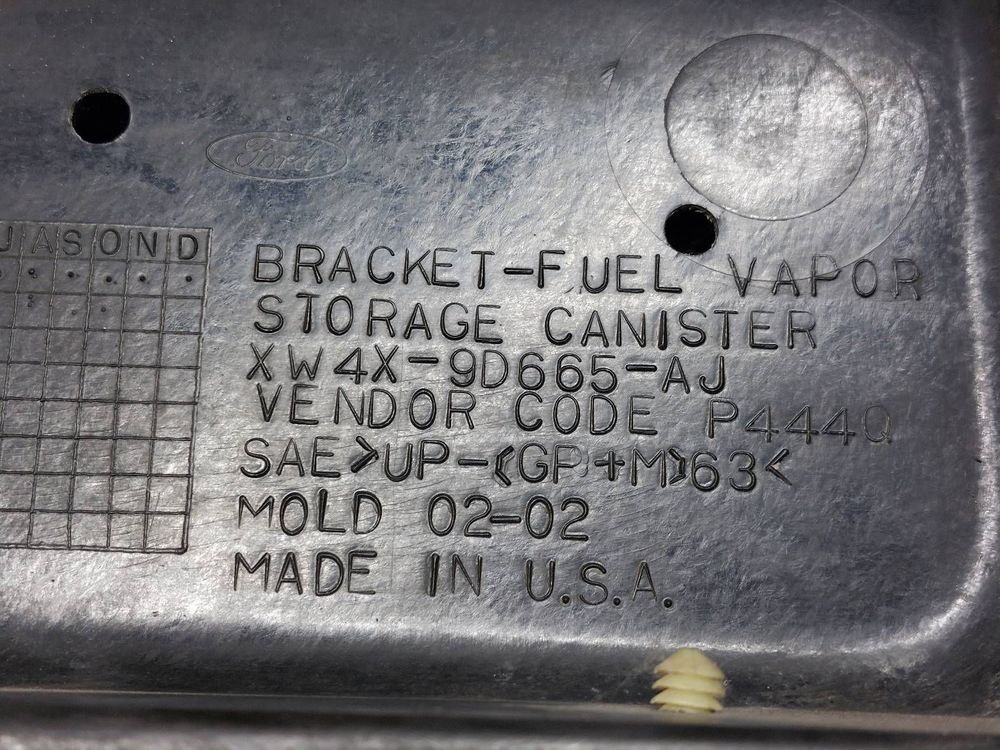 Ford
JASOND
BRACKET-FUEL VAPOR
STORAGE CANISTER
XW4X-9D665-AJ
VENDOR CODE P444Q
SAE>UP-(GP+M)63<
MOLD 02-02
MADE IN U.S.A.